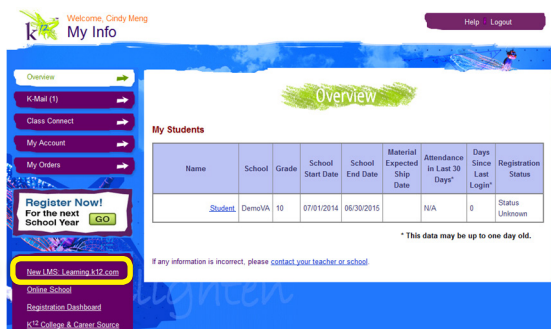 k12
Welcome, Cindy Meng
My Info
Help Logout
Overview
K-Mail (1)
Class Connect
My Account
My Orders
Register Now!
For the next
School Year GO
New LMS: Learning.k12.com
Online School
Registration Dashboard
K12 College & Career Source
Overview
My Students
Name School Grade School Start Date School End Date Material Expected Ship Date Attendance in Last 30 Days* Days Since Last Login* Registration Status
Student DemoVA 10 07/01/2014 06/30/2015 N/A 0 Status Unknown
* This data may be up to one day old.
If any information is incorrect, please contact your teacher or school.